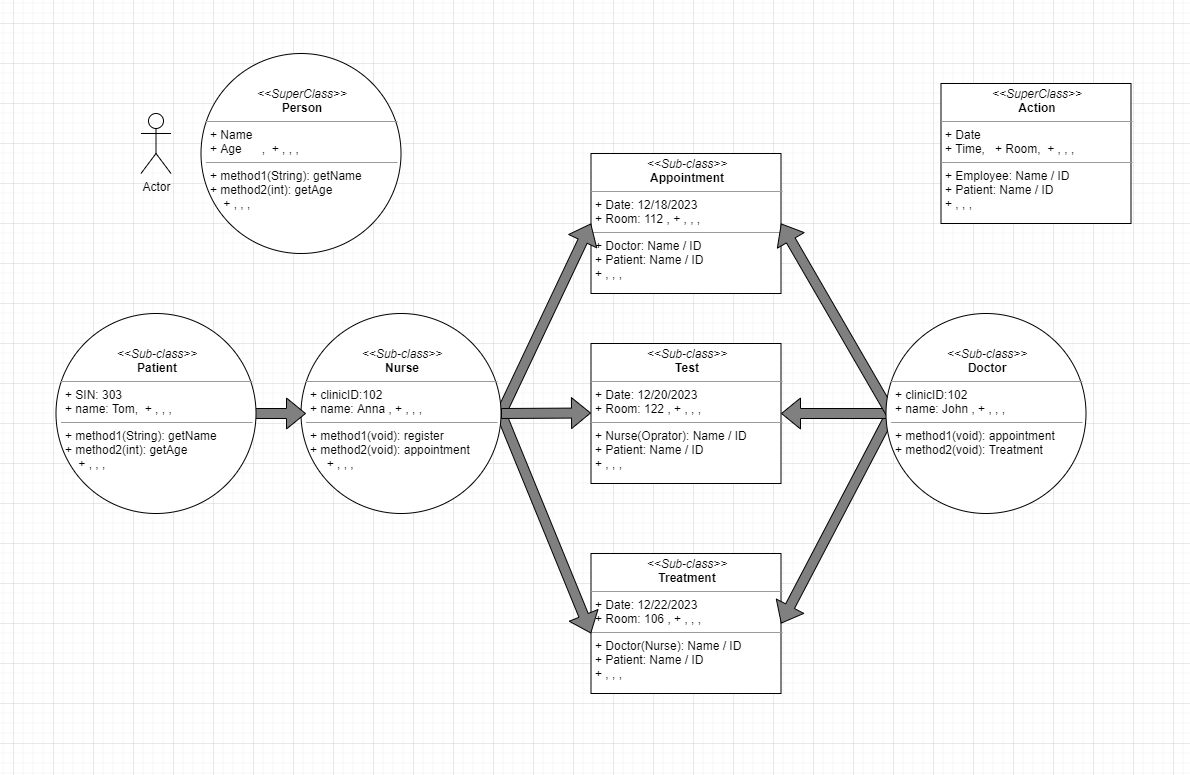 <<SuperClass>>
Person
+ Name
+ Age , + , , ,
+ method1(String): getName
+ method2(int): getAge
+ , , ,
Actor
<<SuperClass>>
Action
+ Date
+ Time, + Room, + , , ,
+ Employee: Name / ID
+ Patient: Name / ID
+ , , ,
<<Sub-class>>
Appointment
+ Date: 12/18/2023
+ Room: 112 , + , , ,
+ Doctor: Name / ID
+ Patient: Name / ID
+ , , ,
<<Sub-class>>
Patient
+ SIN: 303
+ name: Tom, + , , ,
+ method1(String): getName
+ method2(int): getAge
+ , , ,
<<Sub-class>>
Nurse
+ clinicID:102
+ name: Anna , + , , ,
+ method1(void): register
+ method2(void): appointment
+ , , ,
<<Sub-class>>
Test
+ Date: 12/20/2023
+ Room: 122 , + , , ,
+ Nurse(Oprator): Name / ID
+ Patient: Name / ID
+ , , ,
<<Sub-class>>
Doctor
+ clinicID:102
+ name: John , + , , ,
+ method1(void): appointment
+ method2(void): Treatment
<<Sub-class>>
Treatment
+ Date: 12/22/2023
+ Room: 106 , + , , ,
+ Doctor(Nurse): Name / ID
+ Patient: Name / ID
+ , , ,